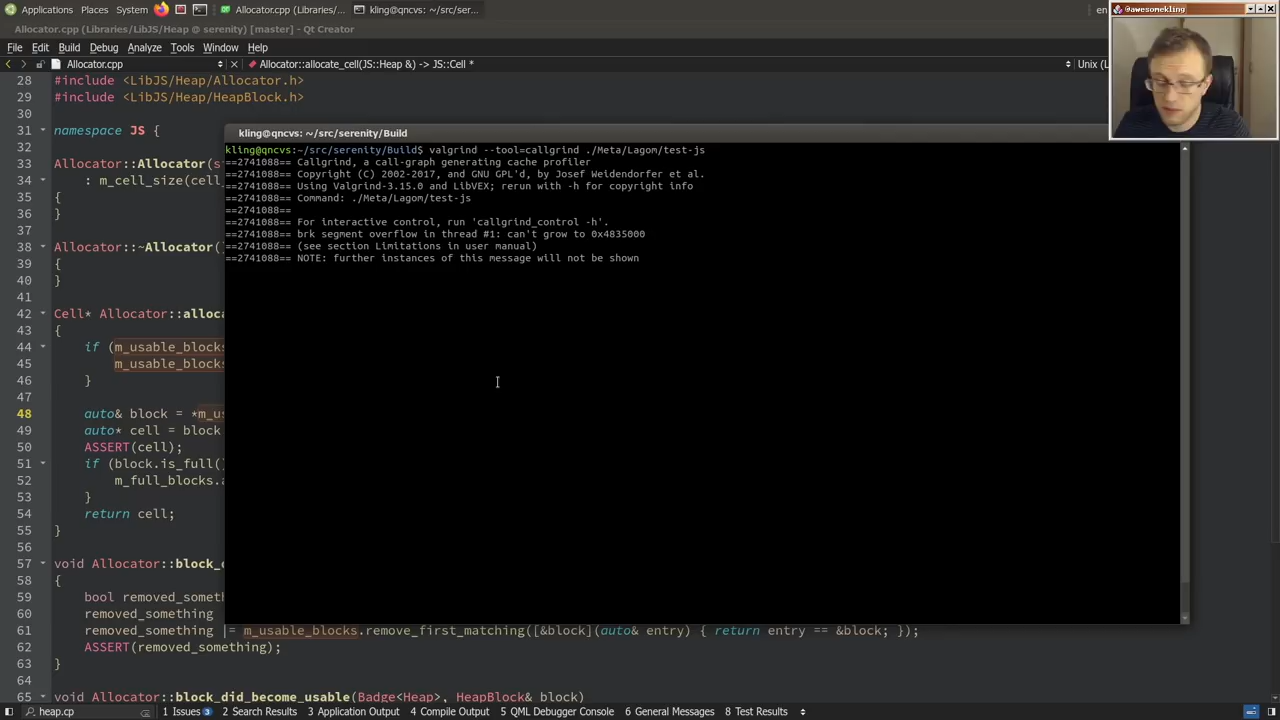 Applications Places System Allocator.cpp (Libraries/... kling@qncvs: ~/src/ser... en
@awesomekling
Allocator.cpp (Libraries/LibJS/Heap @ serenity) [master] - Qt Creator
File Edit Build Debug Analyze Tools Window Help
Allocator.cpp Allocator::allocate_cell(JS::Heap &) -> JS::Cell * Unix (L
28 #include <LibJS/Heap/Allocator.h>
29 #include <LibJS/Heap/HeapBlock.h>
30
31 namespace JS {
32
33 Allocator::Allocator(s
34 : m_cell_size(cell_
35 {
36 }
37
38 Allocator::~Allocator(
39 {
40 }
41
42 Cell* Allocator::alloc
43 {
44 if (m_usable_blocks
45 m_usable_blocks
46 }
47
48 auto& block = *m_us
49 auto* cell = block
50 ASSERT(cell);
51 if (block.is_full()
52 m_full_blocks.a
53 }
54 return cell;
55 }
56
57 void Allocator::block_
58 {
59 bool removed_someth
60 removed_something
61 removed_something |= m_usable_blocks.remove_first_matching([&block](auto& entry) { return entry == &block; });
62 ASSERT(removed_something);
63 }
64
65 void Allocator::block_did_become_usable(Badge<Heap>, HeapBlock& block)
kling@qncvs: ~/src/serenity/Build
kling@qncvs:~/src/serenity/Build$ valgrind --tool=callgrind ./Meta/Lagom/test-js
==2741088== Callgrind, a call-graph generating cache profiler
==2741088== Copyright (C) 2002-2017, and GNU GPL'd, by Josef Weidendorfer et al.
==2741088== Using Valgrind-3.15.0 and LibVEX; rerun with -h for copyright info
==2741088== Command: ./Meta/Lagom/test-js
==2741088==
==2741088== For interactive control, run 'callgrind_control -h'.
==2741088== brk segment overflow in thread #1: can't grow to 0x4835000
==2741088== (see section Limitations in user manual)
==2741088== NOTE: further instances of this message will not be shown
heap.cp 1 Issues 3 2 Search Results 3 Application Output 4 Compile Output 5 QML Debugger Console 6 General Messages 8 Test Results